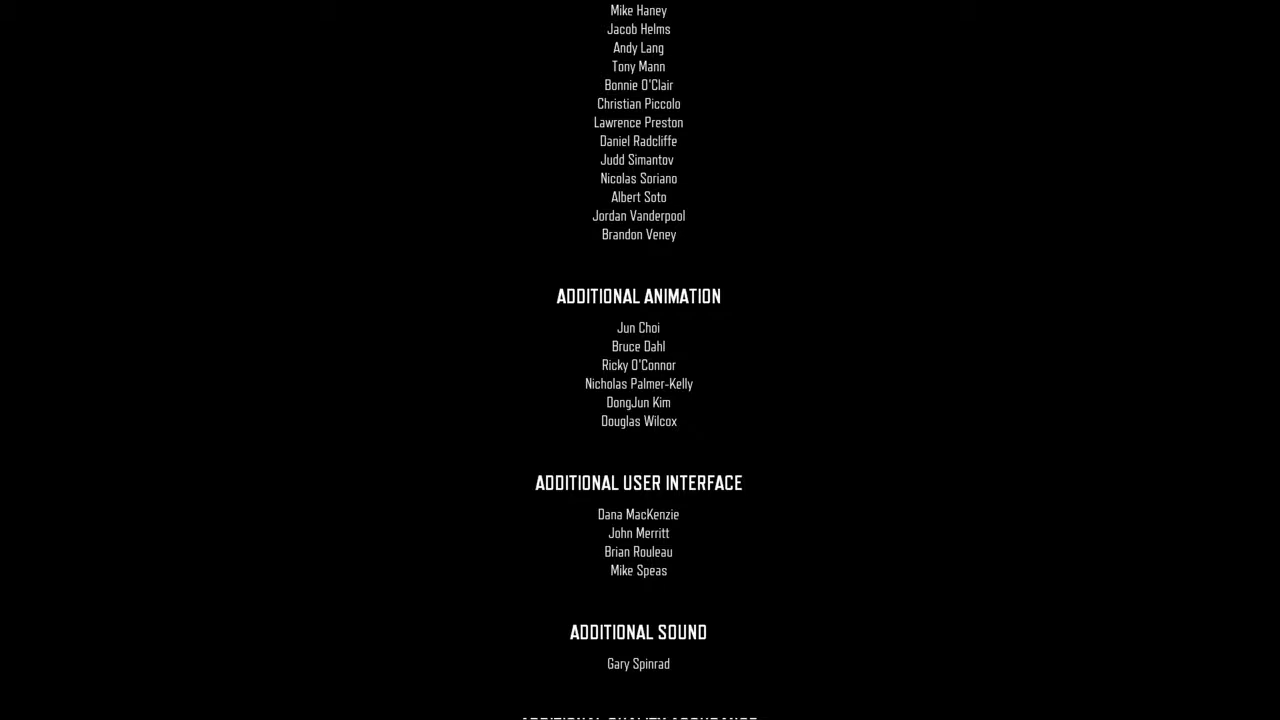 Mike Haney
Jacob Helms
Andy Lang
Tony Mann
Bonnie O'Clair
Christian Piccolo
Lawrence Preston
Daniel Radcliffe
Judd Simantov
Nicolas Soriano
Albert Soto
Jordan Vanderpool
Brandon Veney
ADDITIONAL ANIMATION
Jun Choi
Bruce Dahl
Ricky O'Connor
Nicholas Palmer-Kelly
DongJun Kim
Douglas Wilcox
ADDITIONAL USER INTERFACE
Dana MacKenzie
John Merritt
Brian Rouleau
Mike Speas
ADDITIONAL SOUND
Gary Spinrad